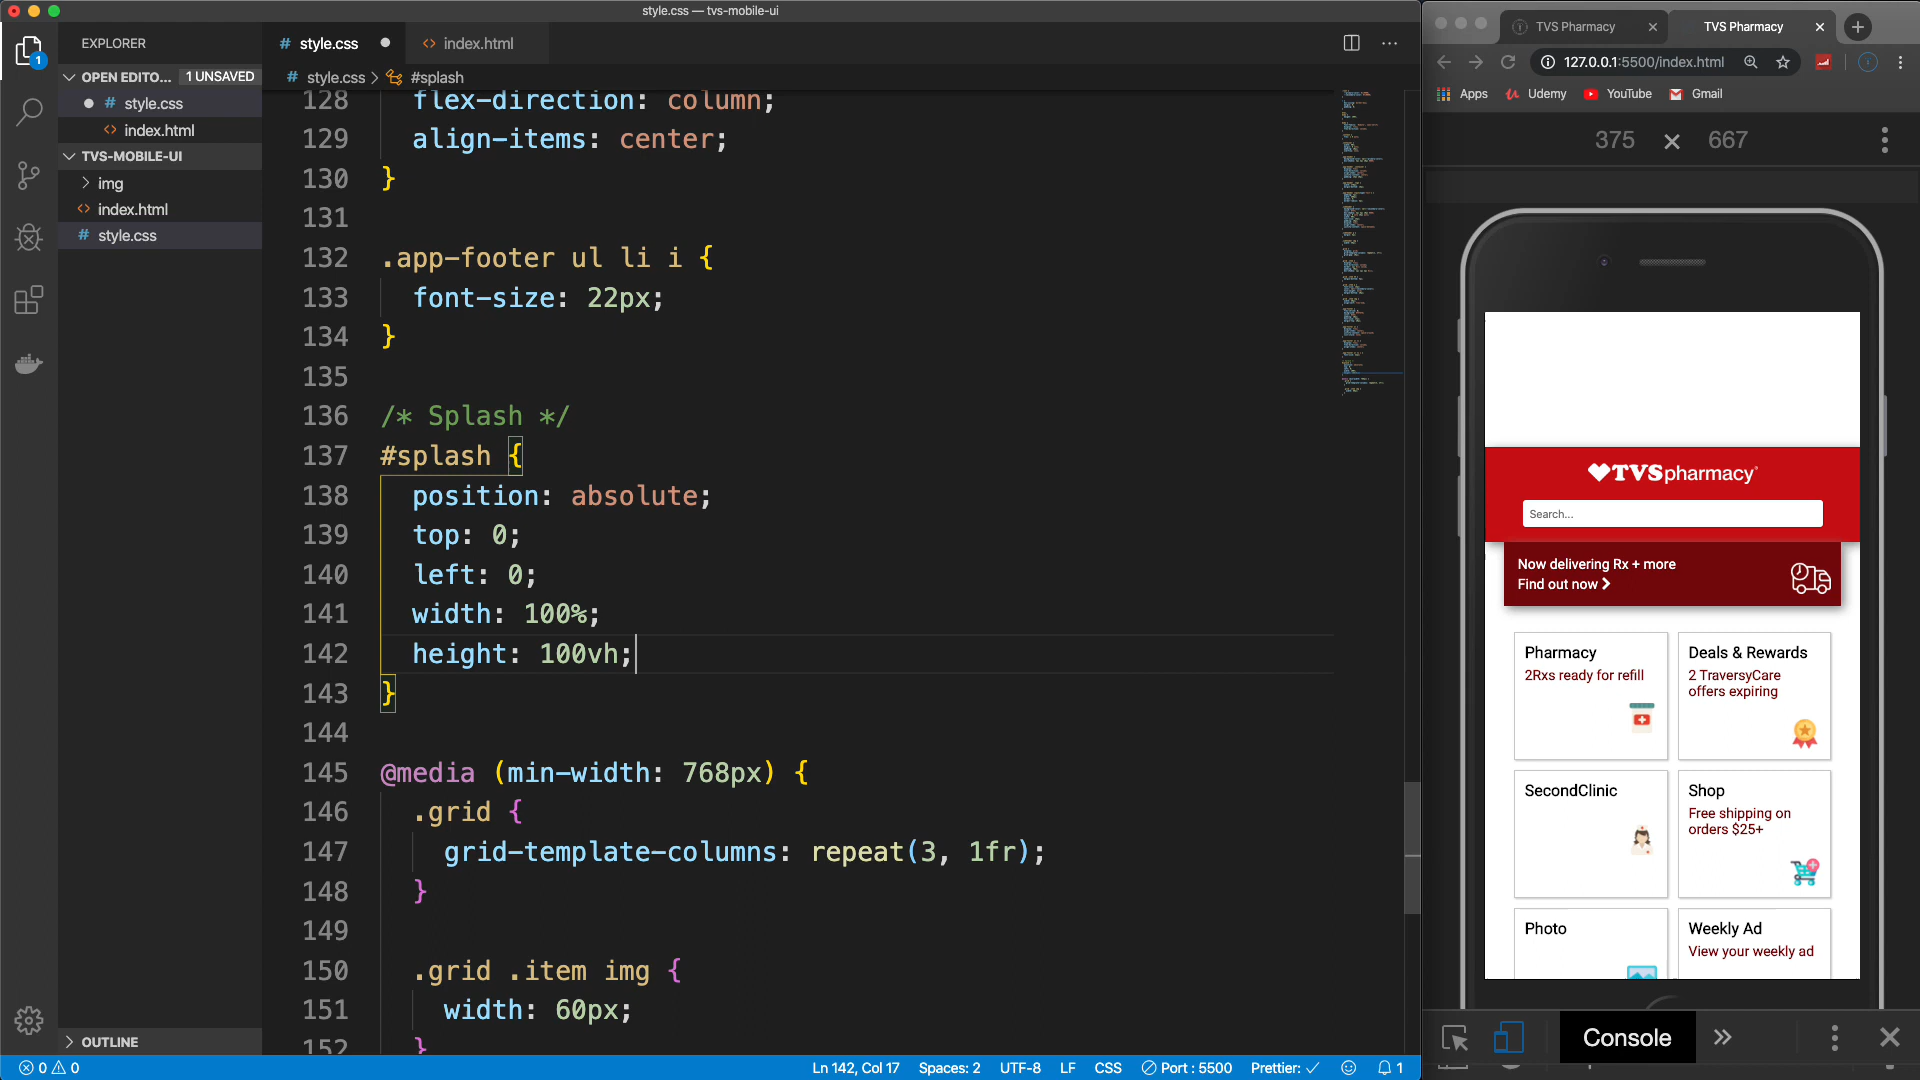 style.css — tvs-mobile-ui
EXPLORER
OPEN EDITO... 1 UNSAVED
style.css
index.html
TVS-MOBILE-UI
img
index.html
style.css
OUTLINE
style.css
index.html
style.css > #splash
128 flex-direction: column;
129 align-items: center;
130 }
131
132 .app-footer ul li i {
133 font-size: 22px;
134 }
135
136 /* Splash */
137 #splash {
138 position: absolute;
139 top: 0;
140 left: 0;
141 width: 100%;
142 height: 100vh;
143 }
144
145 @media (min-width: 768px) {
146 .grid {
147 grid-template-columns: repeat(3, 1fr);
148 }
149
150 .grid .item img {
151 width: 60px;
152 }
0 0
Ln 142, Col 17 Spaces: 2 UTF-8 LF CSS Port : 5500 Prettier: ✓ 1
TVS Pharmacy
TVS Pharmacy
127.0.0.1:5500/index.html
Apps Udemy YouTube Gmail
375 × 667
TVSpharmacy
Search...
Now delivering Rx + more
Find out now
Pharmacy
2Rxs ready for refill
Deals & Rewards
2 TraversyCare
offers expiring
SecondClinic
Shop
Free shipping on
orders $25+
Photo
Weekly Ad
View your weekly ad
Console